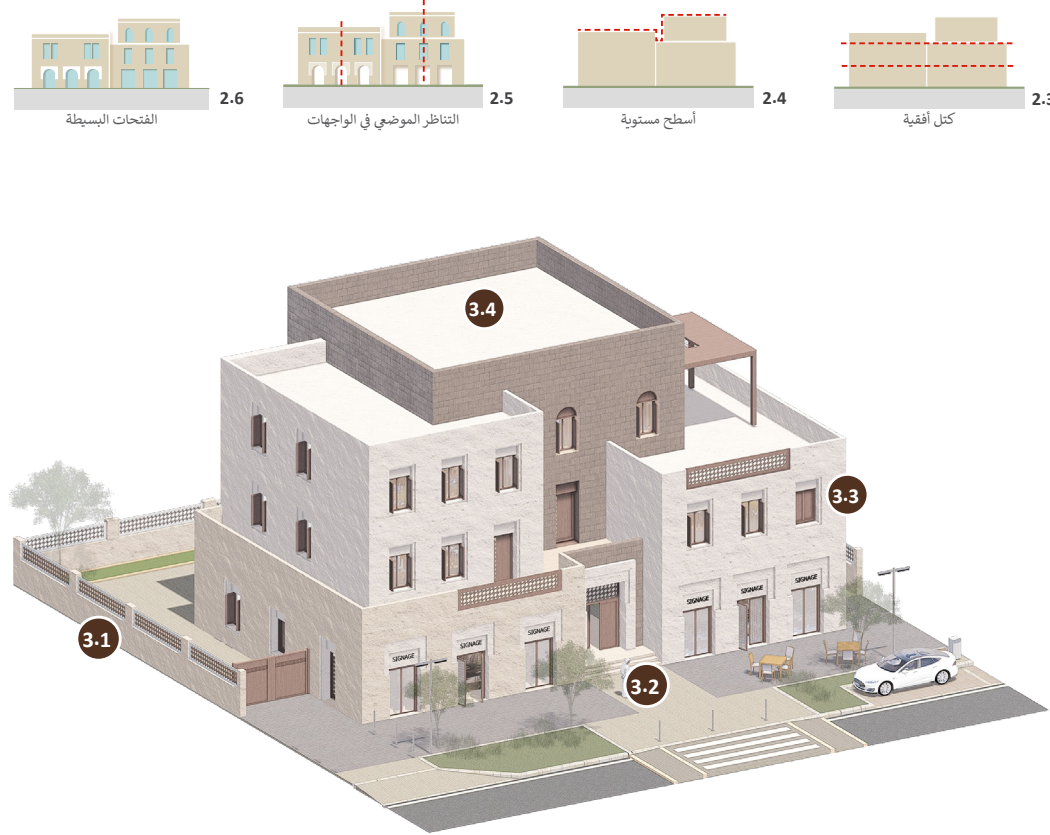 2.3
كتل أفقية
2.4
أسطح مستوية
2.5
التناظر الموضعي في الواجهات
2.6
الفتحات البسيطة
3.4
3.3
SIGNAGE
SIGNAGE
SIGNAGE
SIGNAGE
SIGNAGE
SIGNAGE
3.1
3.2